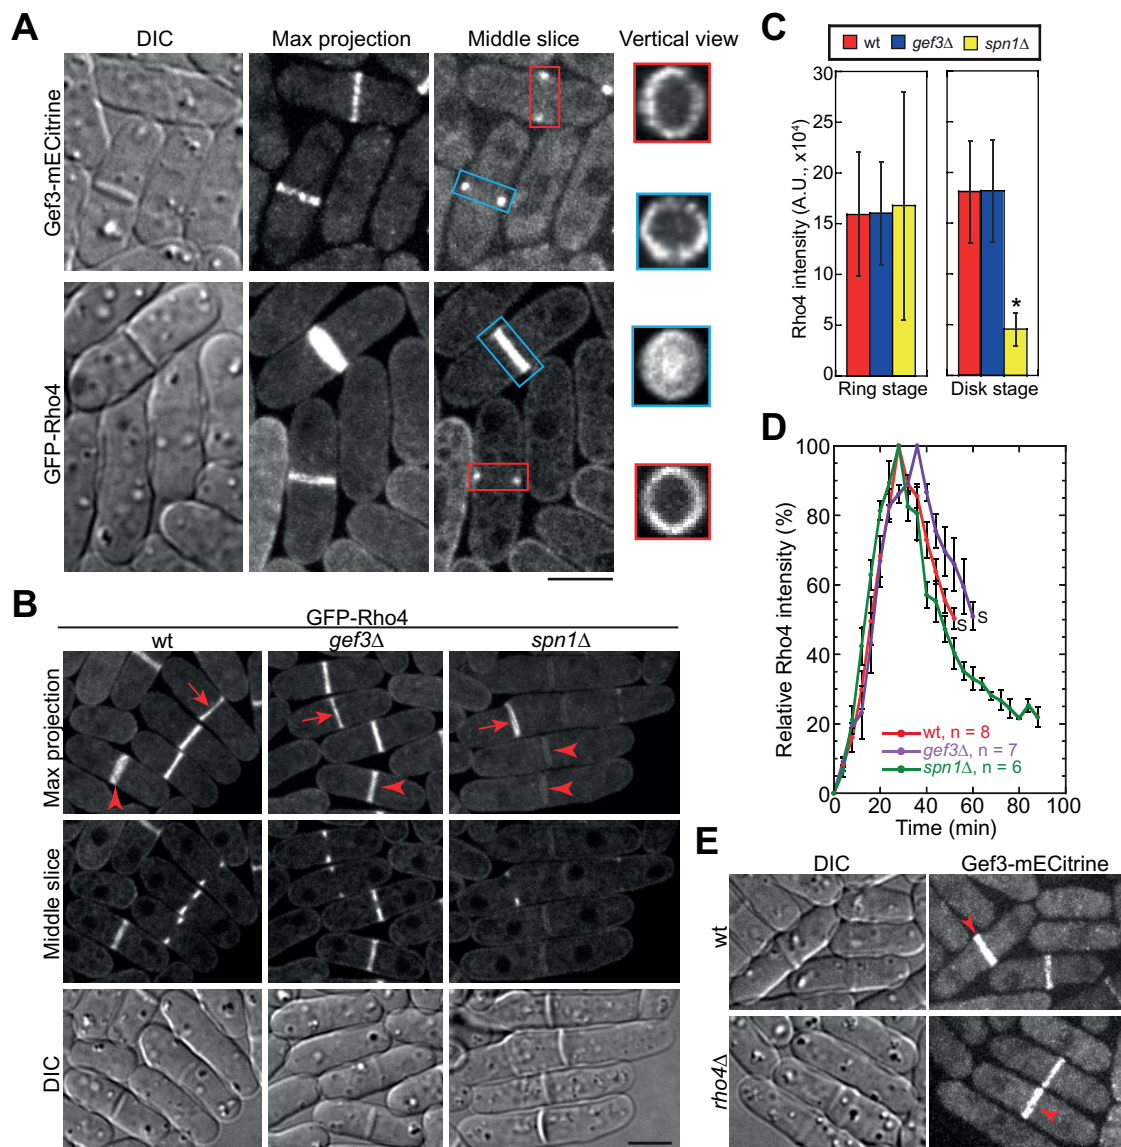 A
DIC
Max projection
Middle slice
Vertical view
Gef3-mECitrine
GFP-Rho4
B
GFP-Rho4
wt
gef3Δ
spn1Δ
Max projection
Middle slice
DIC
C
wt
gef3Δ
spn1Δ
Rho4 intensity (A.U., x10⁴)
30
25
20
15
10
5
0
*
Ring stage
Disk stage
D
Relative Rho4 intensity (%)
100
80
60
40
20
0
S
S
wt, n = 8
gef3Δ, n = 7
spn1Δ, n = 6
0 20 40 60 80 100
Time (min)
E
DIC
Gef3-mECitrine
wt
rho4Δ